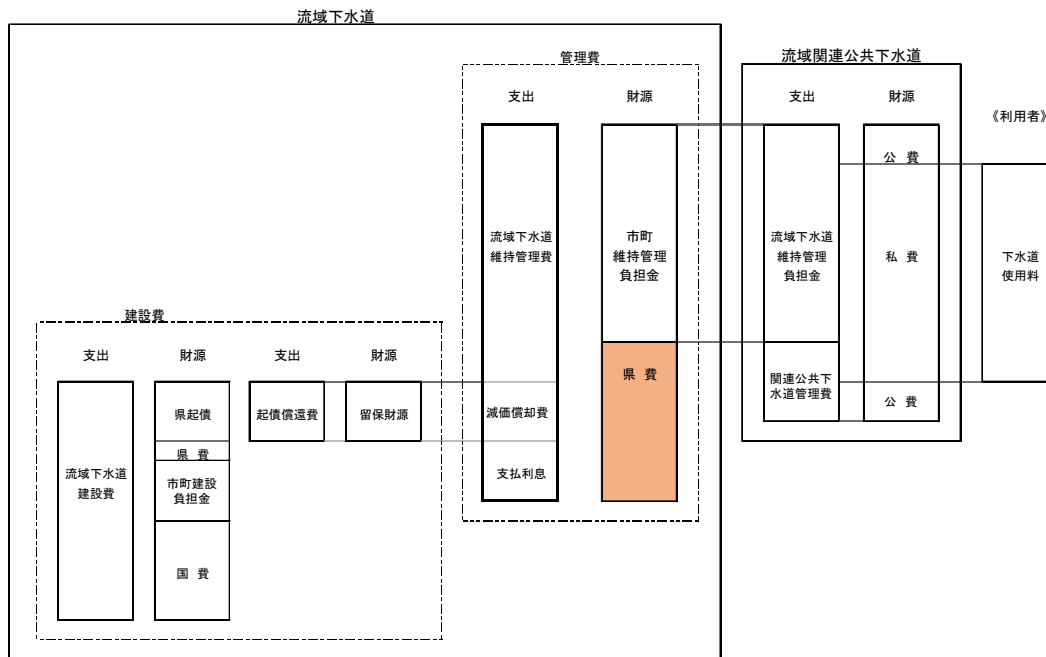 流域下水道
管理費
支出
財源
流域下水道
維持管理費
減価償却費
支払利息
市町
維持管理
負担金
県 費
建設費
支出
財源
支出
財源
流域下水道
建設費
県起債
県 費
市町建設
負担金
国 費
起債償還費
留保財源
流域関連公共下水道
支出
財源
流域下水道
維持管理
負担金
関連公共下
水道管理費
公 費
私 費
公 費
《利用者》
下水道
使用料